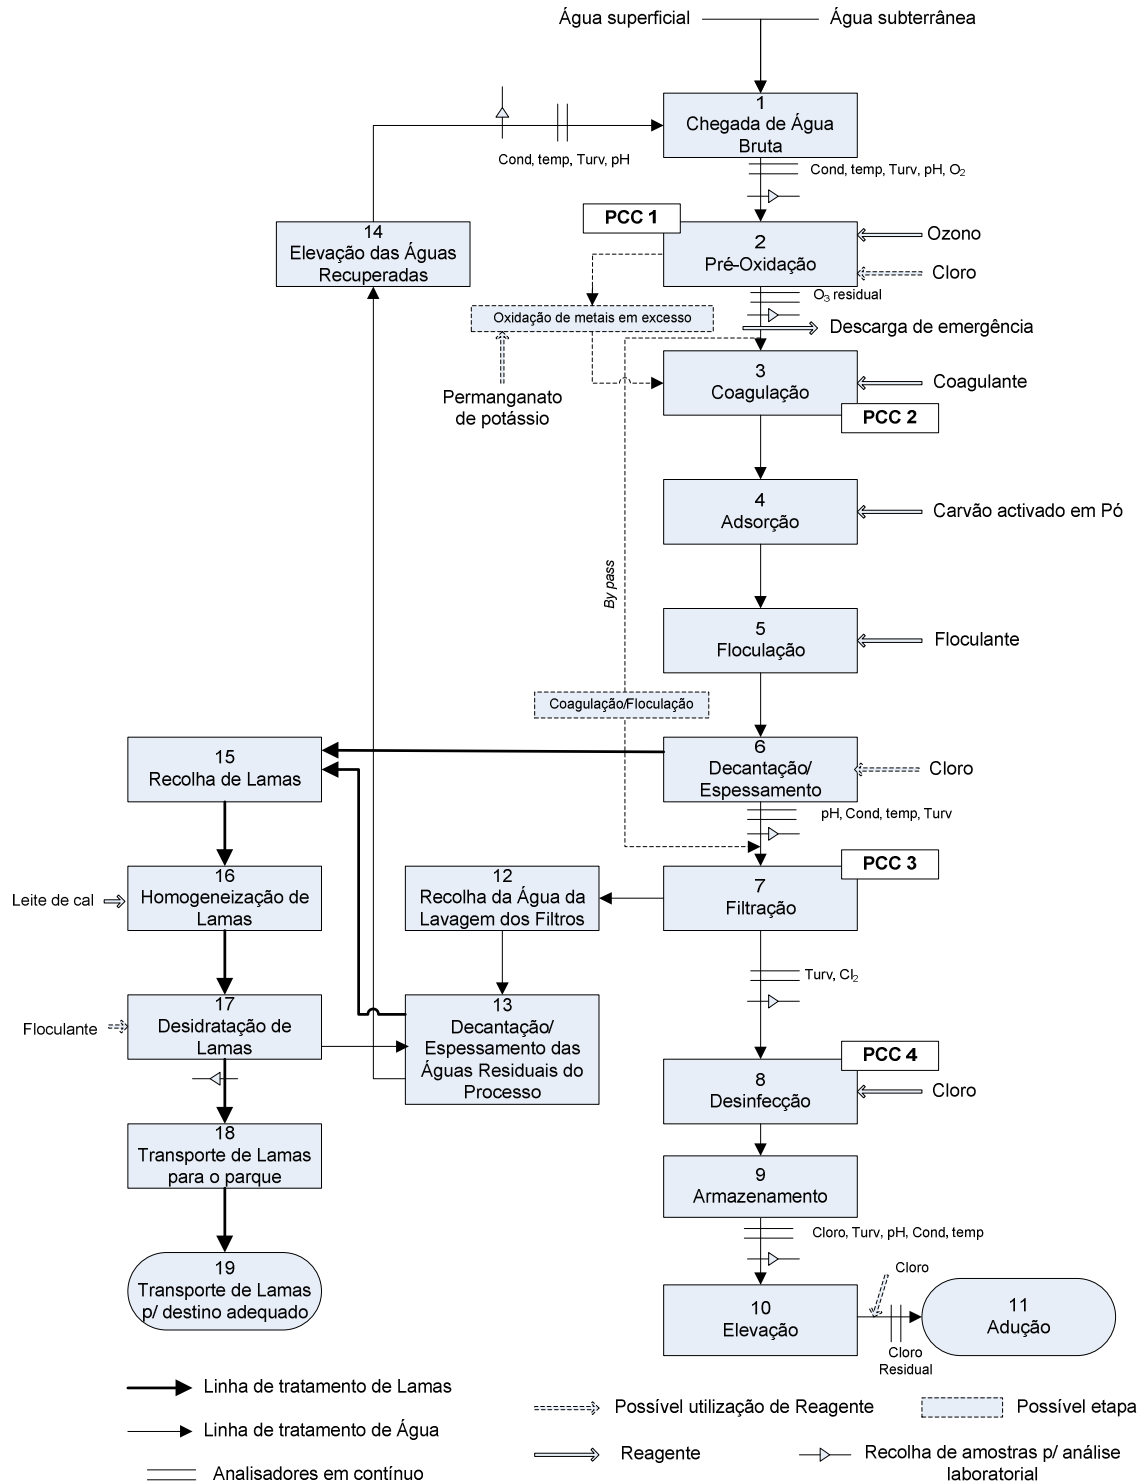 Água superficial
Água subterrânea
1
Chegada de Água
Bruta
Cond, temp, Turv, pH
Cond, temp, Turv, pH, O₂
PCC 1
14
Elevação das Águas
Recuperadas
2
Pré-Oxidação
Ozono
Cloro
O₃ residual
Oxidação de metais em excesso
Descarga de emergência
Permanganato
de potássio
3
Coagulação
Coagulante
PCC 2
4
Adsorção
Carvão activado em Pó
By pass
5
Floculação
Floculante
Coagulação/Floculação
15
Recolha de Lamas
6
Decantação/
Espessamento
Cloro
pH, Cond, temp, Turv
PCC 3
16
Homogeneização de
Lamas
Leite de cal
12
Recolha da Água da
Lavagem dos Filtros
7
Filtração
Turv, Cl₂
17
Desidratação de
Lamas
Floculante
13
Decantação/
Espessamento das
Águas Residuais do
Processo
PCC 4
8
Desinfecção
Cloro
18
Transporte de Lamas
para o parque
9
Armazenamento
Cloro, Turv, pH, Cond, temp
19
Transporte de Lamas
p/ destino adequado
10
Elevação
Cloro
Cloro
Residual
11
Adução
Linha de tratamento de Lamas
Possível utilização de Reagente
Possível etapa
Linha de tratamento de Água
Reagente
Recolha de amostras p/ análise
laboratorial
Analisadores em contínuo